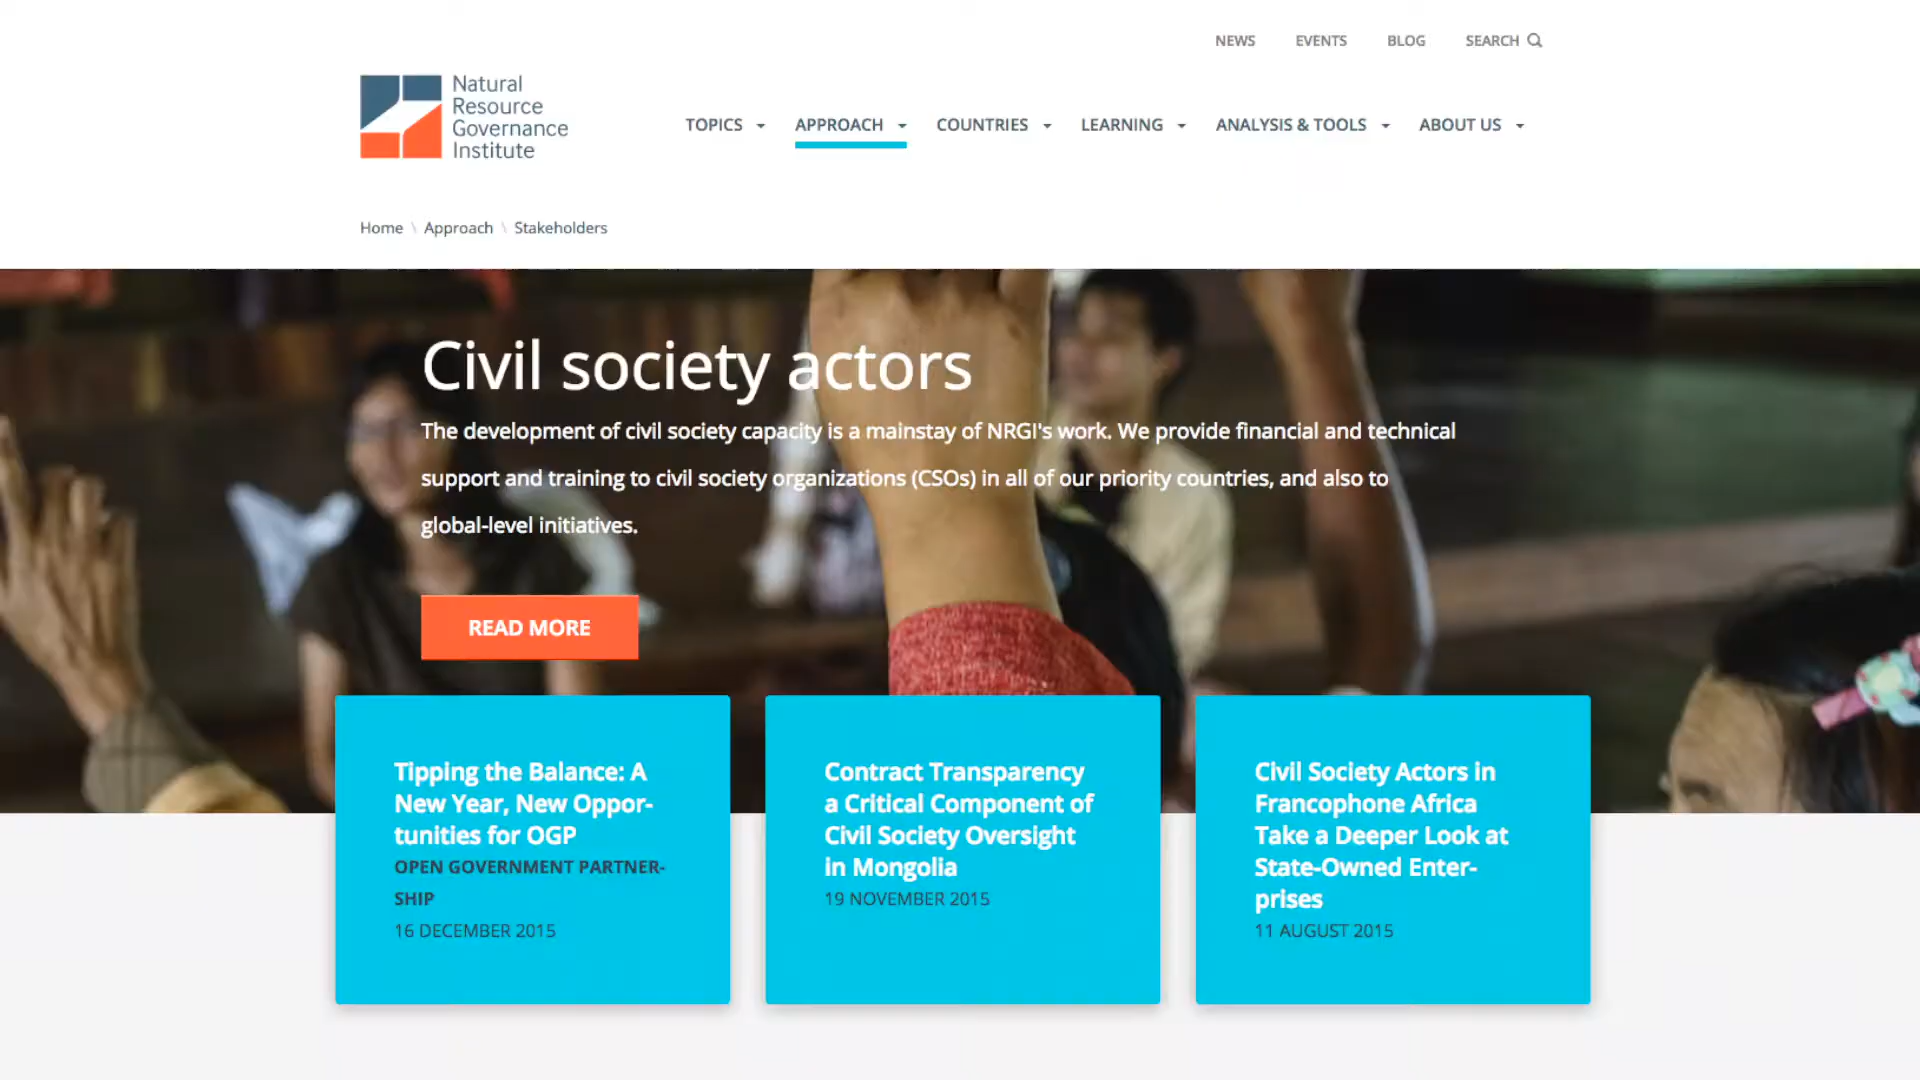 NEWS EVENTS BLOG SEARCH
Natural
Resource
Governance
Institute
TOPICS APPROACH COUNTRIES LEARNING ANALYSIS & TOOLS ABOUT US
Home \ Approach \ Stakeholders
Civil society actors
The development of civil society capacity is a mainstay of NRGI's work. We provide financial and technical
support and training to civil society organizations (CSOs) in all of our priority countries, and also to
global-level initiatives.
READ MORE
Tipping the Balance: A
New Year, New Oppor-
tunities for OGP
OPEN GOVERNMENT PARTNER-
SHIP
16 DECEMBER 2015
Contract Transparency
a Critical Component of
Civil Society Oversight
in Mongolia
19 NOVEMBER 2015
Civil Society Actors in
Francophone Africa
Take a Deeper Look at
State-Owned Enter-
prises
11 AUGUST 2015